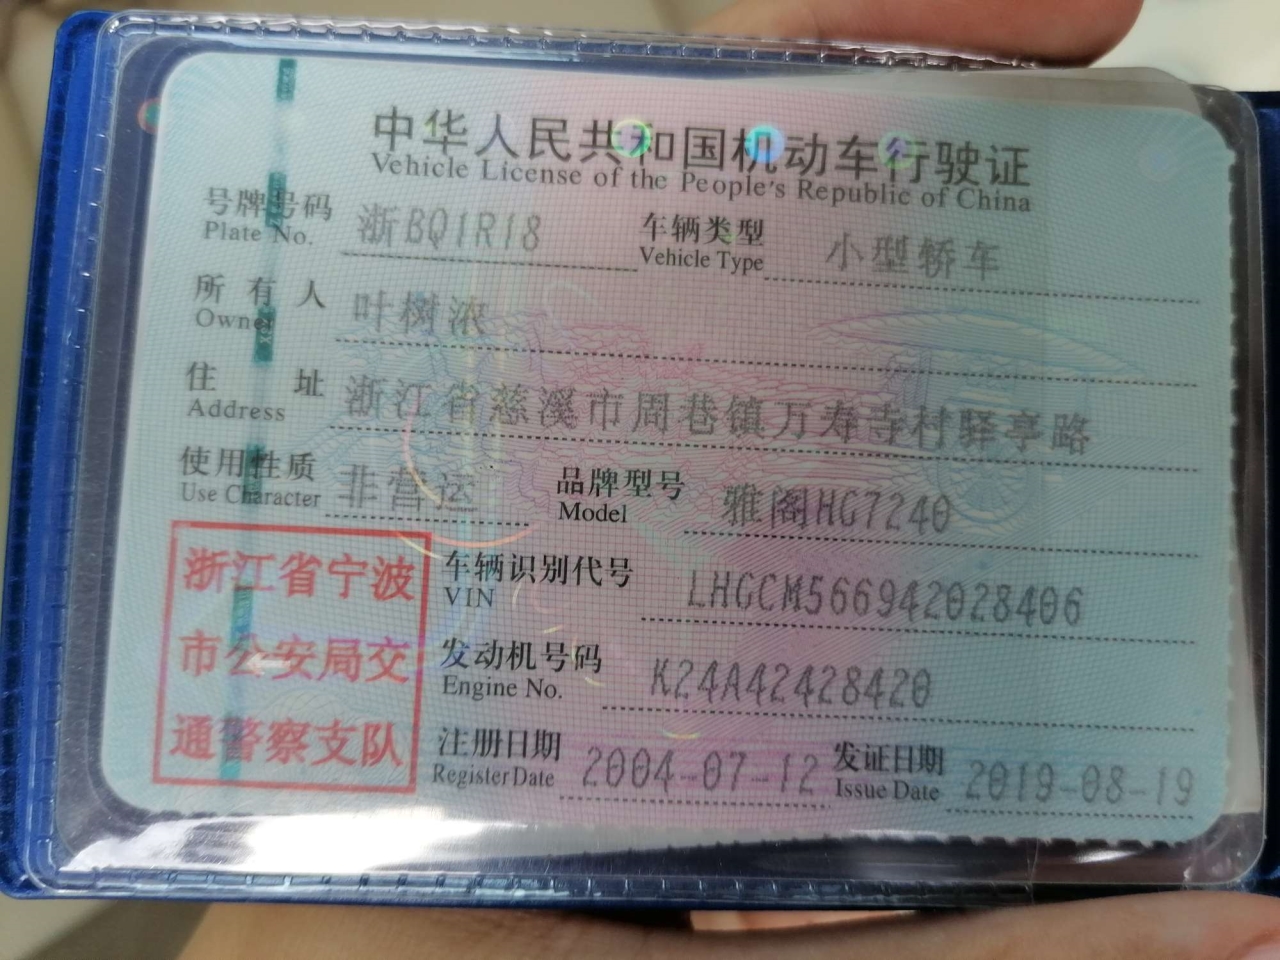 中华人民共和国机动车行驶证
Vehicle License of the People's Republic of China
号牌号码 浙BQ1R18 车辆类型 小型轿车
Plate No. Vehicle Type
所有人 叶树浓
Owner
住址 浙江省慈溪市周巷镇万寿寺村驿亭路
Address
使用性质 非营运 品牌型号 雅阁HG7240
Use Character Model
浙江省宁波
市公安局交
通警察支队
车辆识别代号 LHGCM566942028406
VIN
发动机号码 K24A42428420
Engine No.
注册日期 2004-07-12 发证日期 2019-08-19
Register Date Issue Date